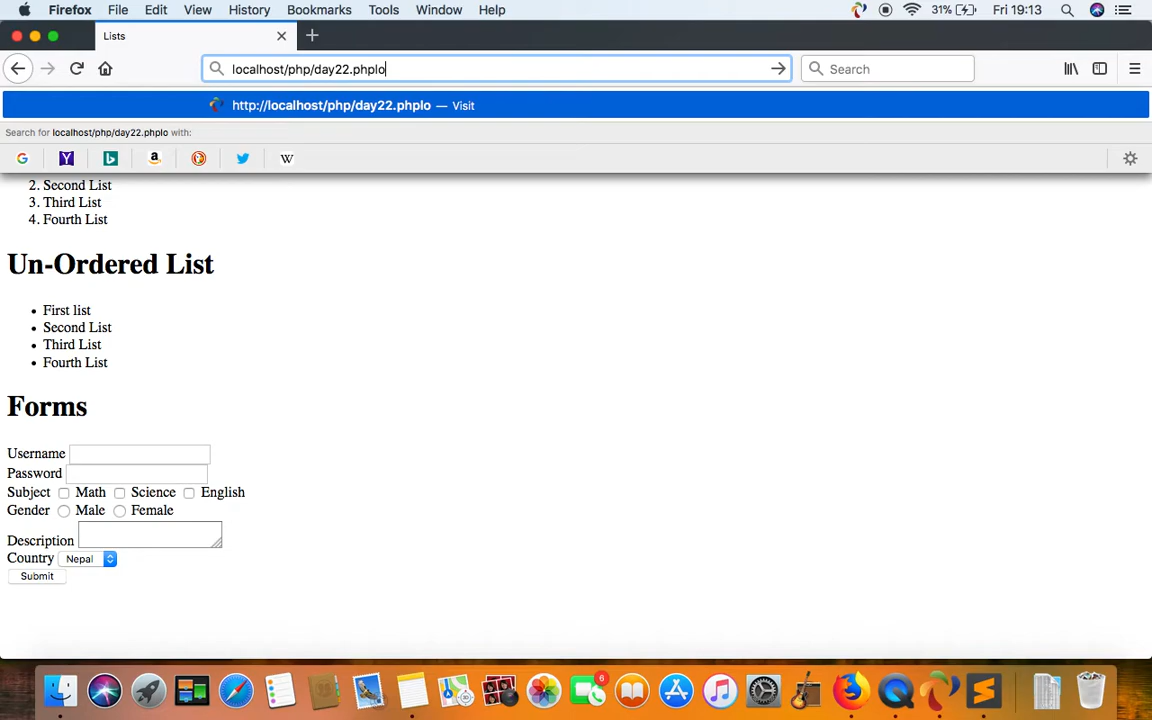 Firefox File Edit View History Bookmarks Tools Window Help 31% Fri 19:13
Lists
localhost/php/day22.phplo Search
http://localhost/php/day22.phplo — Visit
Search for localhost/php/day22.phplo with:
2. Second List
3. Third List
4. Fourth List
Un-Ordered List
• First list
• Second List
• Third List
• Fourth List
Forms
Username
Password
Subject Math Science English
Gender Male Female
Description
Country Nepal
Submit
6